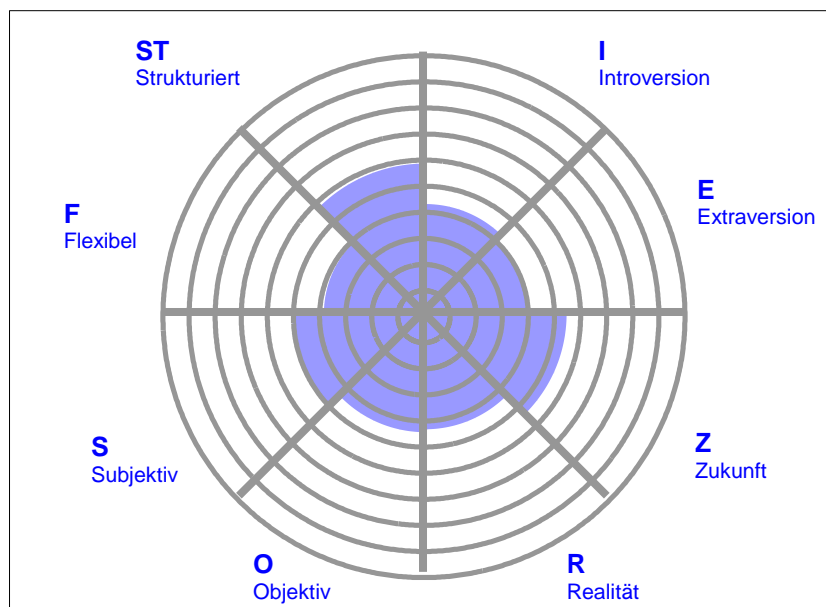 ST
Strukturiert
I
Introversion
F
Flexibel
E
Extraversion
S
Subjektiv
Z
Zukunft
O
Objektiv
R
Realität